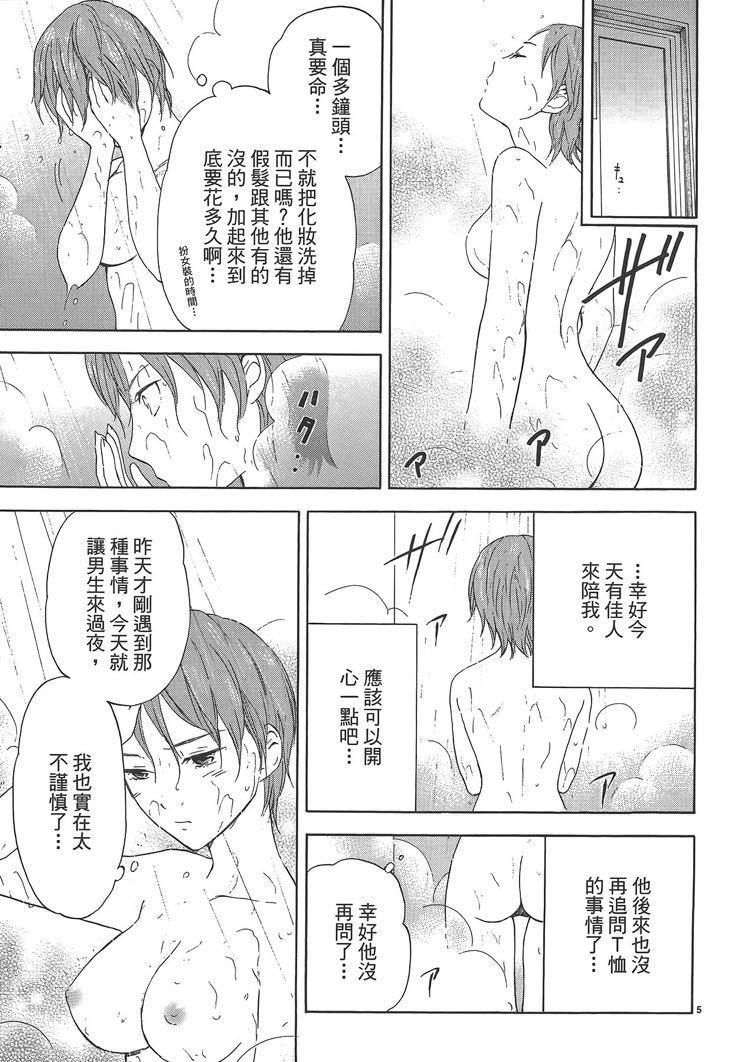 キュ…
ザアアアアア
…幸好今
天有佳人
來陪我。
應該可以開
心一點吧…
他後來也沒
再追問T恤
的事情了…
幸好他沒
再問了…
一個多鐘頭…
真要命…
不就把化妝洗掉
而已嗎？他還有
假髮跟其他有的
沒的，加起來到
底要花多久啊…
扮女裝的時間…
パタ…
昨天才剛遇到那
種事情，今天就
讓男生來過夜，
我也實在太
不謹慎了…
5